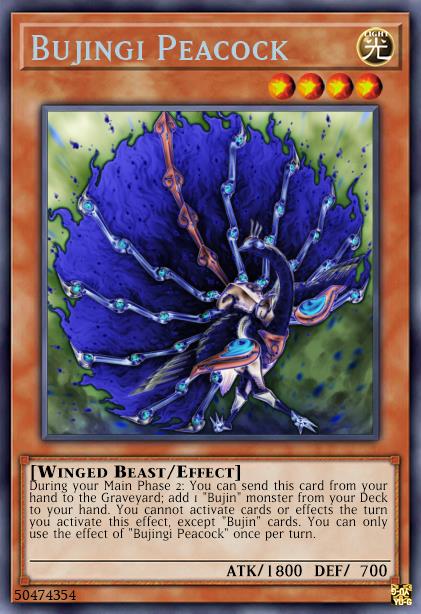 BUJINGI PEACOCK
LIGHT
光
[WINGED BEAST/EFFECT]
During your Main Phase 2: You can send this card from your
hand to the Graveyard; add 1 "Bujin" monster from your Deck
to your hand. You cannot activate cards or effects the turn
you activate this effect, except "Bujin" cards. You can only
use the effect of "Bujingi Peacock" once per turn.
ATK/1800 DEF/ 700
50474354